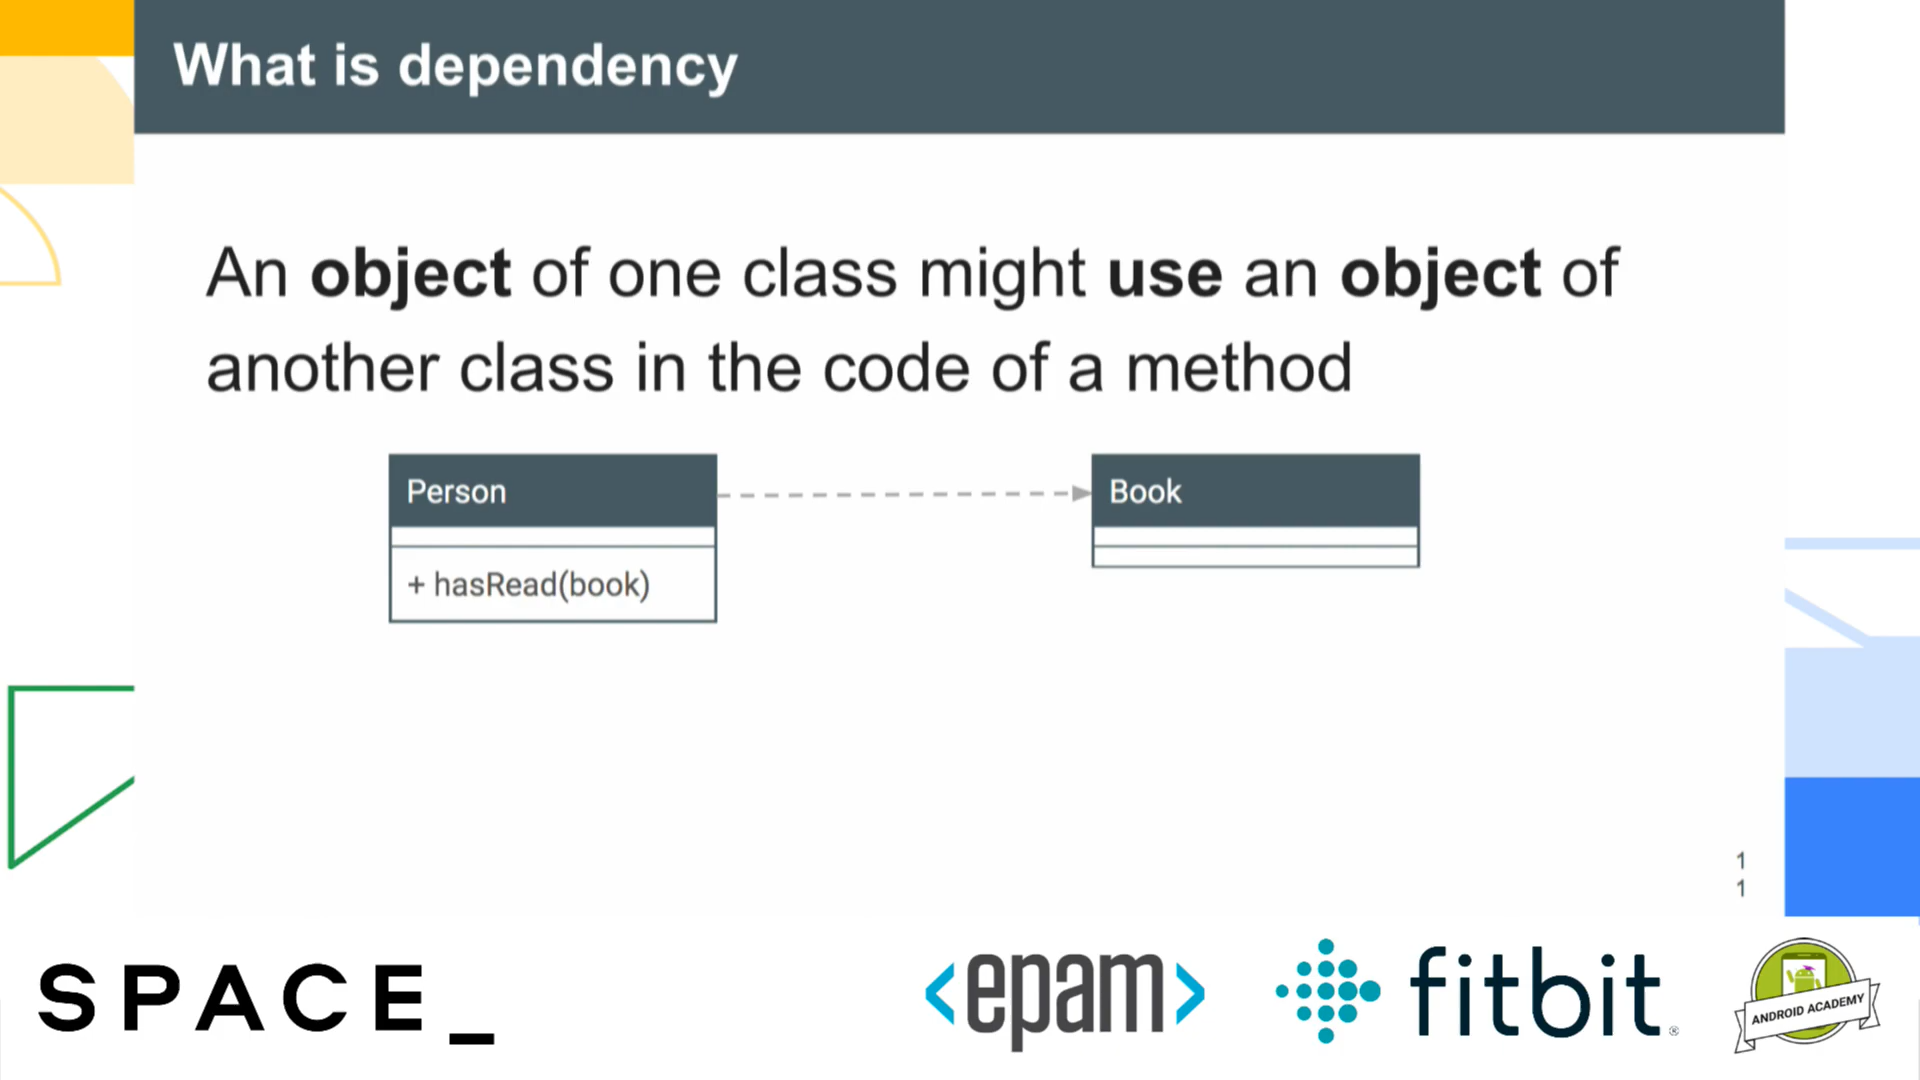 What is dependency
An object of one class might use an object of
another class in the code of a method
Person
Book
+ hasRead(book)
1
1
SPACE_
<epam>
fitbit®
ANDROID ACADEMY